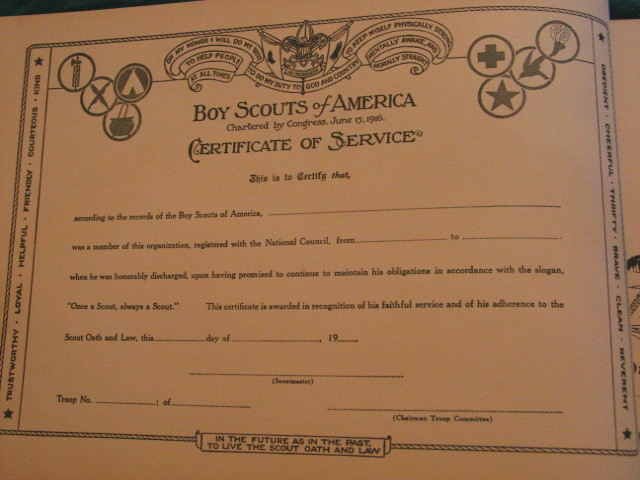 ON MY HONOR I WILL DO MY BEST
TO HELP PEOPLE
AT ALL TIMES
TO DO MY DUTY TO GOD AND COUNTRY
TO KEEP MYSELF PHYSICALLY STRONG
MENTALLY AWAKE, AND
MORALLY STRAIGHT
BOY SCOUTS of AMERICA
Chartered by Congress, June 15, 1916.
CERTIFICATE OF SERVICE
This is to Certify that,
according to the records of the Boy Scouts of America,
was a member of this organization, registered with the National Council, from to
when he was honorably discharged, upon having promised to continue to maintain his obligations in accordance with the slogan,
"Once a Scout, always a Scout." This certificate is awarded in recognition of his faithful service and of his adherence to the
Scout Oath and Law, this day of , 19
(Scoutmaster)
Troop No. ; of
(Chairman Troop Committee)
IN THE FUTURE AS IN THE PAST,
TO LIVE THE SCOUT OATH AND LAW
TRUSTWORTHY · LOYAL · HELPFUL · FRIENDLY · COURTEOUS · KIND
OBEDIENT · CHEERFUL · THRIFTY · BRAVE · CLEAN · REVERENT